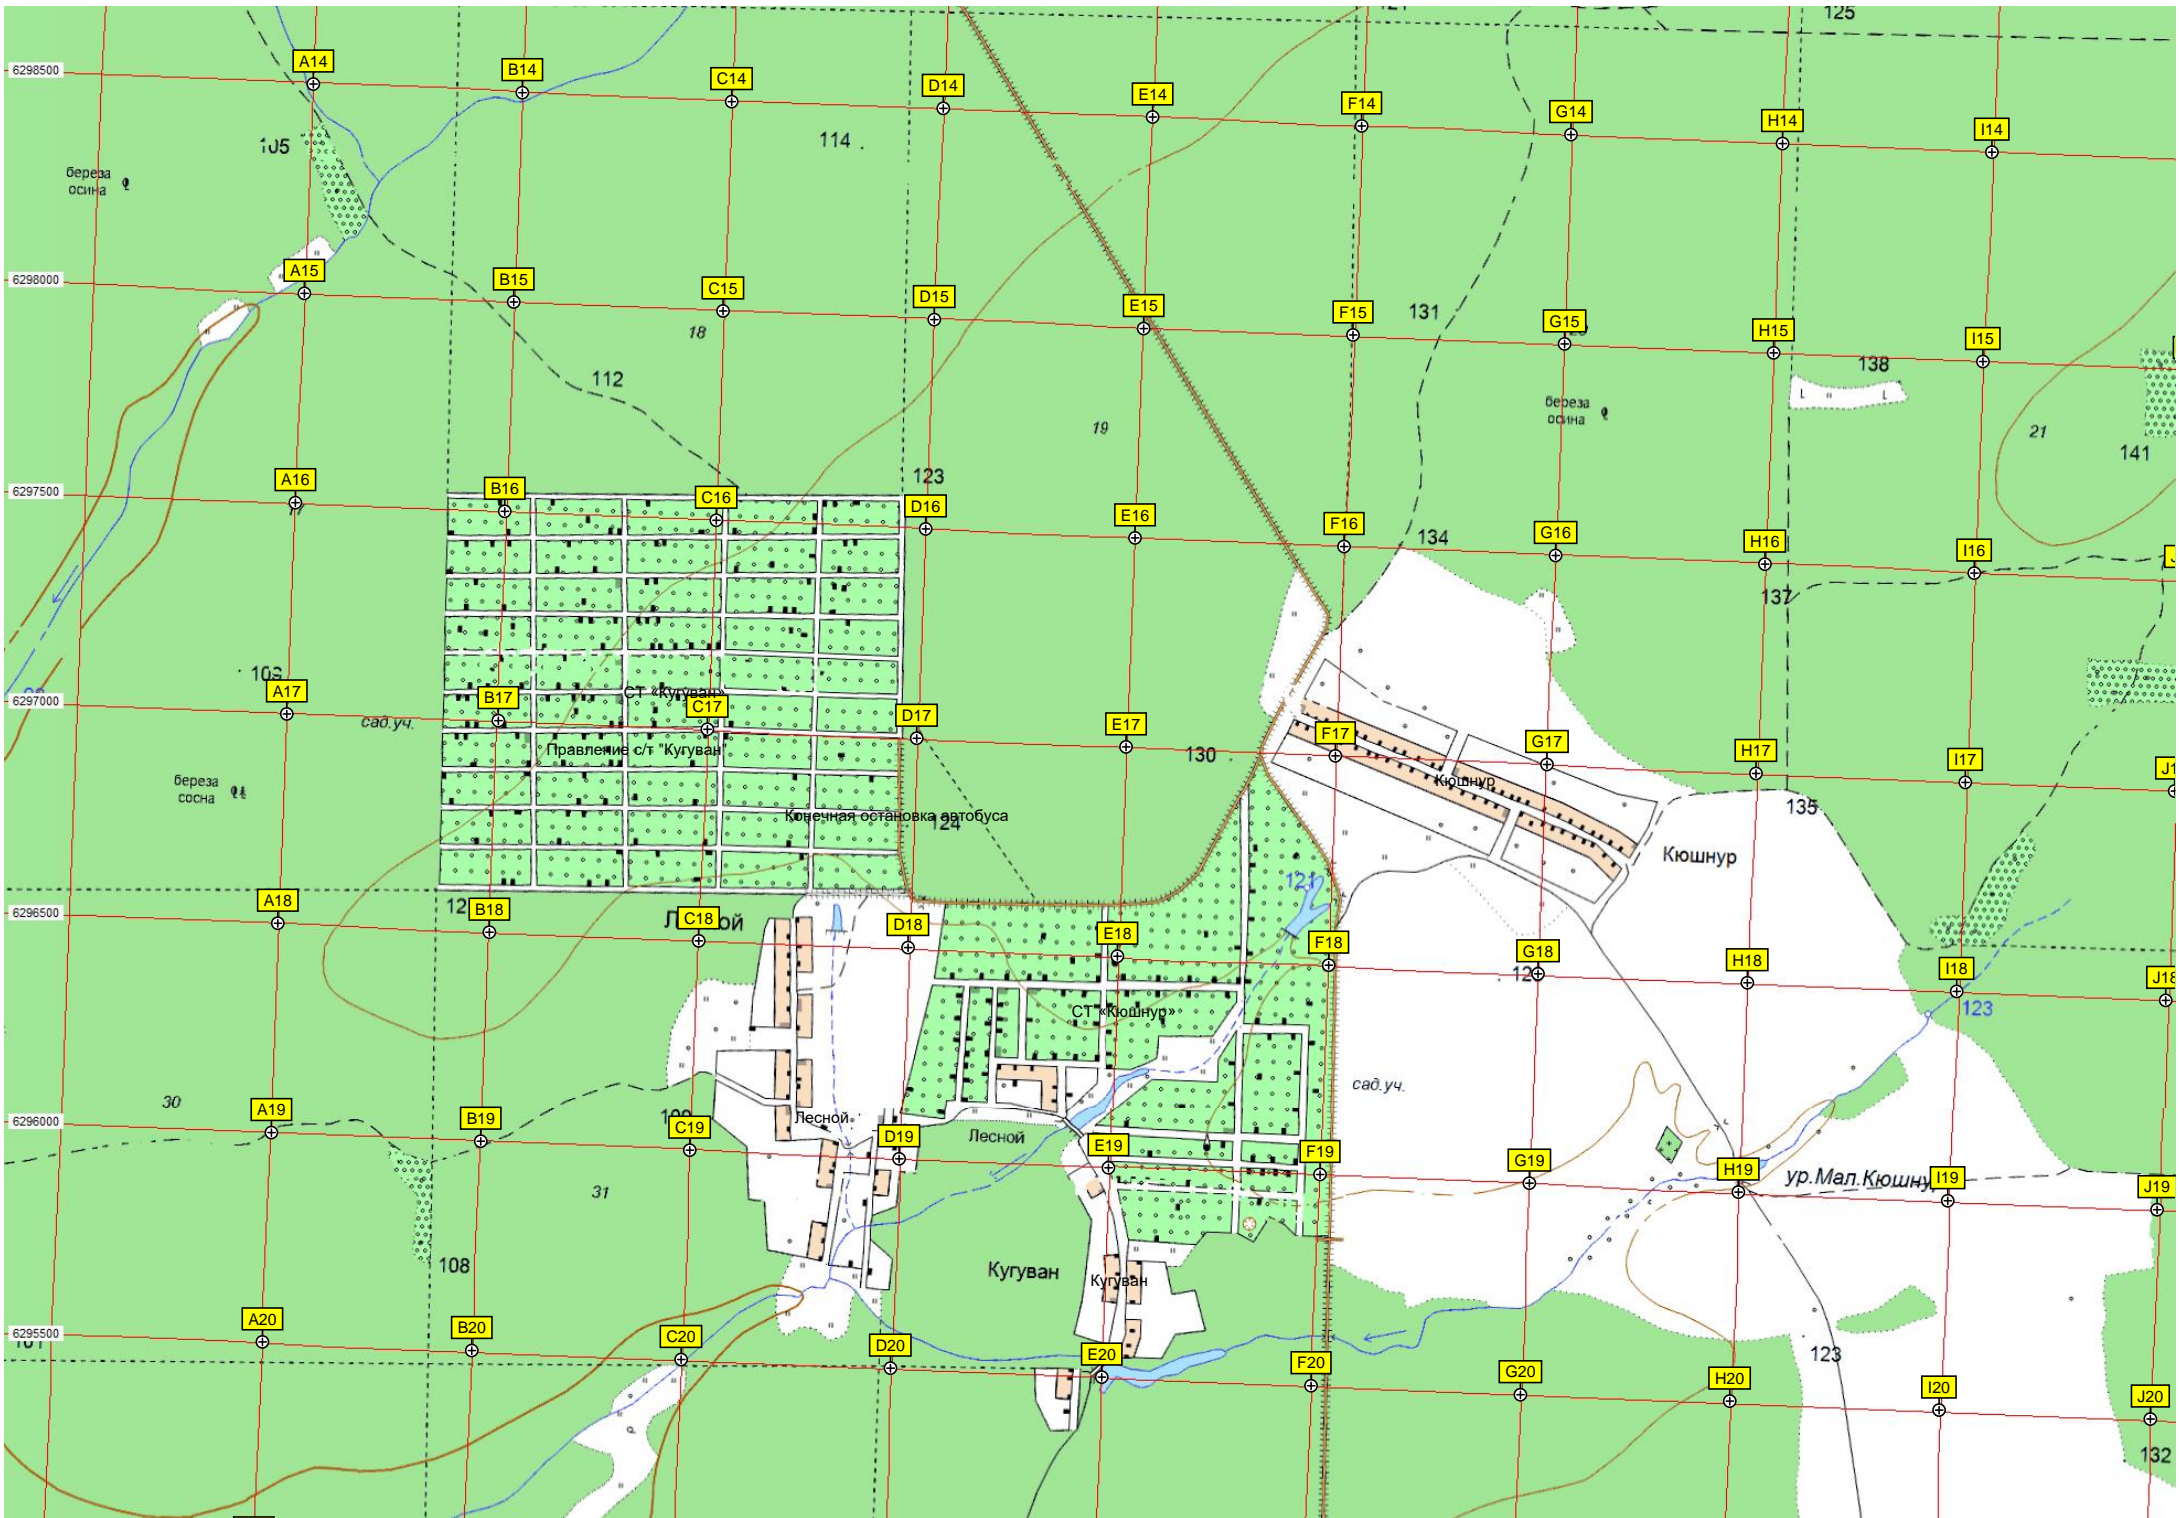 125
6298500
A14
B14
C14
D14
E14
F14
G14
H14
I14
105
114
береза
осина
6298000
A15
B15
C15
D15
E15
F15
G15
H15
I15
131
18
138
112
береза
осина
19
21
141
123
6297500
A16
B16
C16
D16
E16
F16
G16
H16
I16
134
137
6297000
A17
B17
C17
D17
E17
F17
G17
H17
I17
СТ «Кугуван»
сад.уч.
Правление с/т "Кугуван"
130
Кюшнур
береза
сосна
135
Конечная остановка автобуса
124
Кюшнур
121
6296500
A18
B18
C18
D18
E18
F18
G18
H18
I18
J18
СТ «Кюшнур»
123
сад.уч.
30
6296000
A19
B19
C19
D19
E19
F19
G19
H19
I19
J19
Лесной
Лесной
ур.Мал.Кюшну
31
108
Кугуван
Кугуван
6295500
A20
B20
C20
D20
E20
F20
G20
H20
I20
J20
123
132